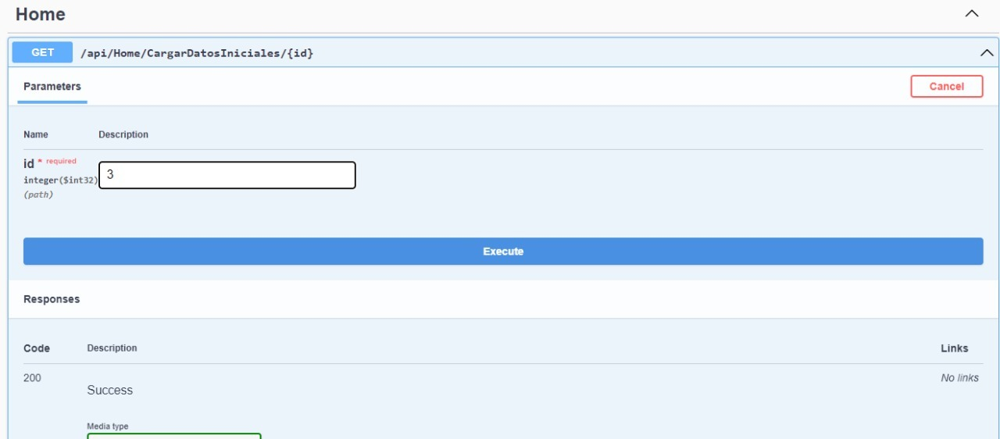 Home
GET /api/Home/CargarDatosIniciales/{id}
Parameters Cancel
Name Description
id * required
integer($int32) 3
(path)
Execute
Responses
Code Description Links
200 No links
Success
Media type